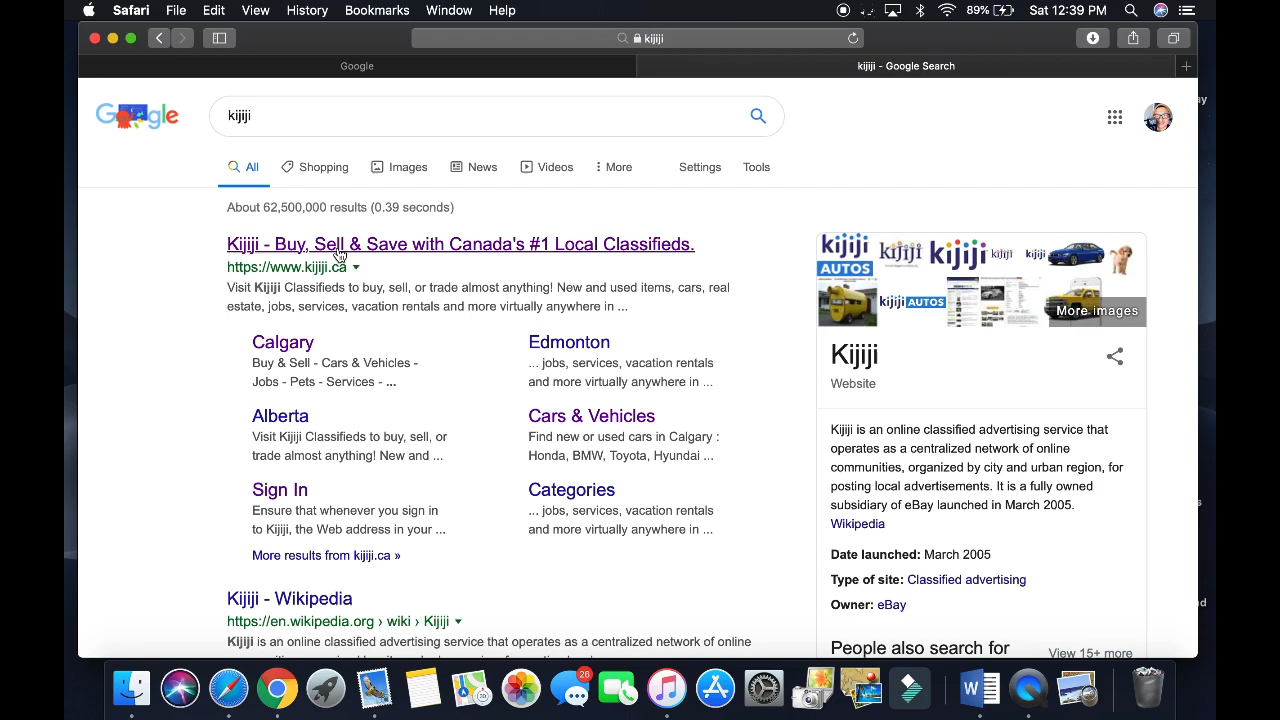 Safari File Edit View History Bookmarks Window Help 89% Sat 12:39 PM
kijiji
Google kijiji - Google Search
Google kijiji
All Shopping Images News Videos More Settings Tools
About 62,500,000 results (0.39 seconds)
Kijiji - Buy, Sell & Save with Canada's #1 Local Classifieds.
https://www.kijiji.ca
Visit Kijiji Classifieds to buy, sell, or trade almost anything! New and used items, cars, real
estate, jobs, services, vacation rentals and more virtually anywhere in ...
Calgary
Buy & Sell - Cars & Vehicles -
Jobs - Pets - Services - ...
Edmonton
... jobs, services, vacation rentals
and more virtually anywhere in ...
Alberta
Visit Kijiji Classifieds to buy, sell, or
trade almost anything! New and ...
Cars & Vehicles
Find new or used cars in Calgary :
Honda, BMW, Toyota, Hyundai ...
Sign In
Ensure that whenever you sign in
to Kijiji, the Web address in your ...
Categories
... jobs, services, vacation rentals
and more virtually anywhere in ...
More results from kijiji.ca »
Kijiji - Wikipedia
https://en.wikipedia.org › wiki › Kijiji
Kijiji is an online classified advertising service that operates as a centralized network of online
kijiji kijiji kijiji kijiji kijiji
AUTOS
kijiji AUTOS
More images
Kijiji
Website
Kijiji is an online classified advertising service that
operates as a centralized network of online
communities, organized by city and urban region, for
posting local advertisements. It is a fully owned
subsidiary of eBay launched in March 2005.
Wikipedia
Date launched: March 2005
Type of site: Classified advertising
Owner: eBay
People also search for View 15+ more
26